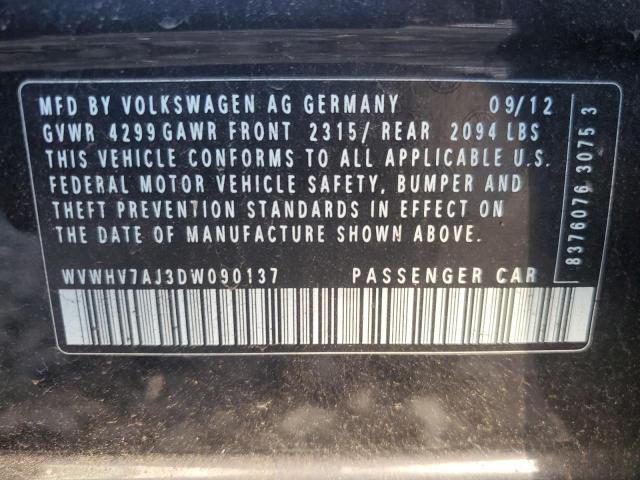 MFD BY VOLKSWAGEN AG GERMANY 09/12
GVWR 4299 GAWR FRONT 2315/ REAR 2094 LBS
THIS VEHICLE CONFORMS TO ALL APPLICABLE U.S.
FEDERAL MOTOR VEHICLE SAFETY, BUMPER AND
THEFT PREVENTION STANDARDS IN EFFECT ON
THE DATE OF MANUFACTURE SHOWN ABOVE.
WVWHV7AJ3DW090137 PASSENGER CAR
8376076 3075 3